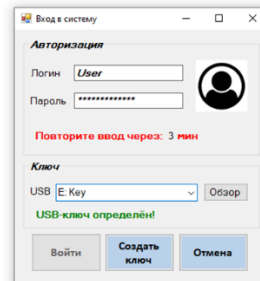 Вход в систему
Авторизация
Логин User
Пароль *************
Повторите ввод через: 3 мин
Ключ
USB E: Key Обзор
USB-ключ определён!
Войти Создать ключ Отмена